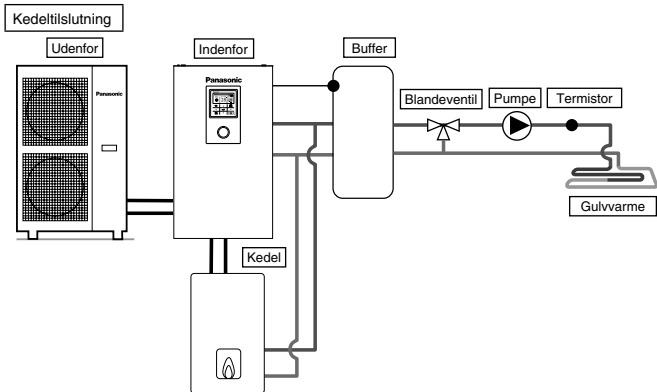 Kedeltilslutning
Udenfor
Indenfor
Buffer
Panasonic
Panasonic
Blandeventil
Pumpe
Termistor
Gulvvarme
Kedel